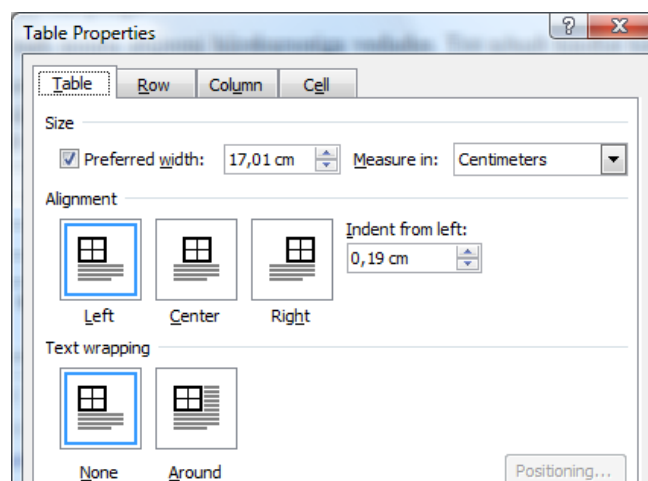 Table Properties
?
Table Row Column Cell
Size
Preferred width: 17,01 cm Measure in: Centimeters
Alignment
Indent from left:
0,19 cm
Left Center Right
Text wrapping
None Around
Positioning...